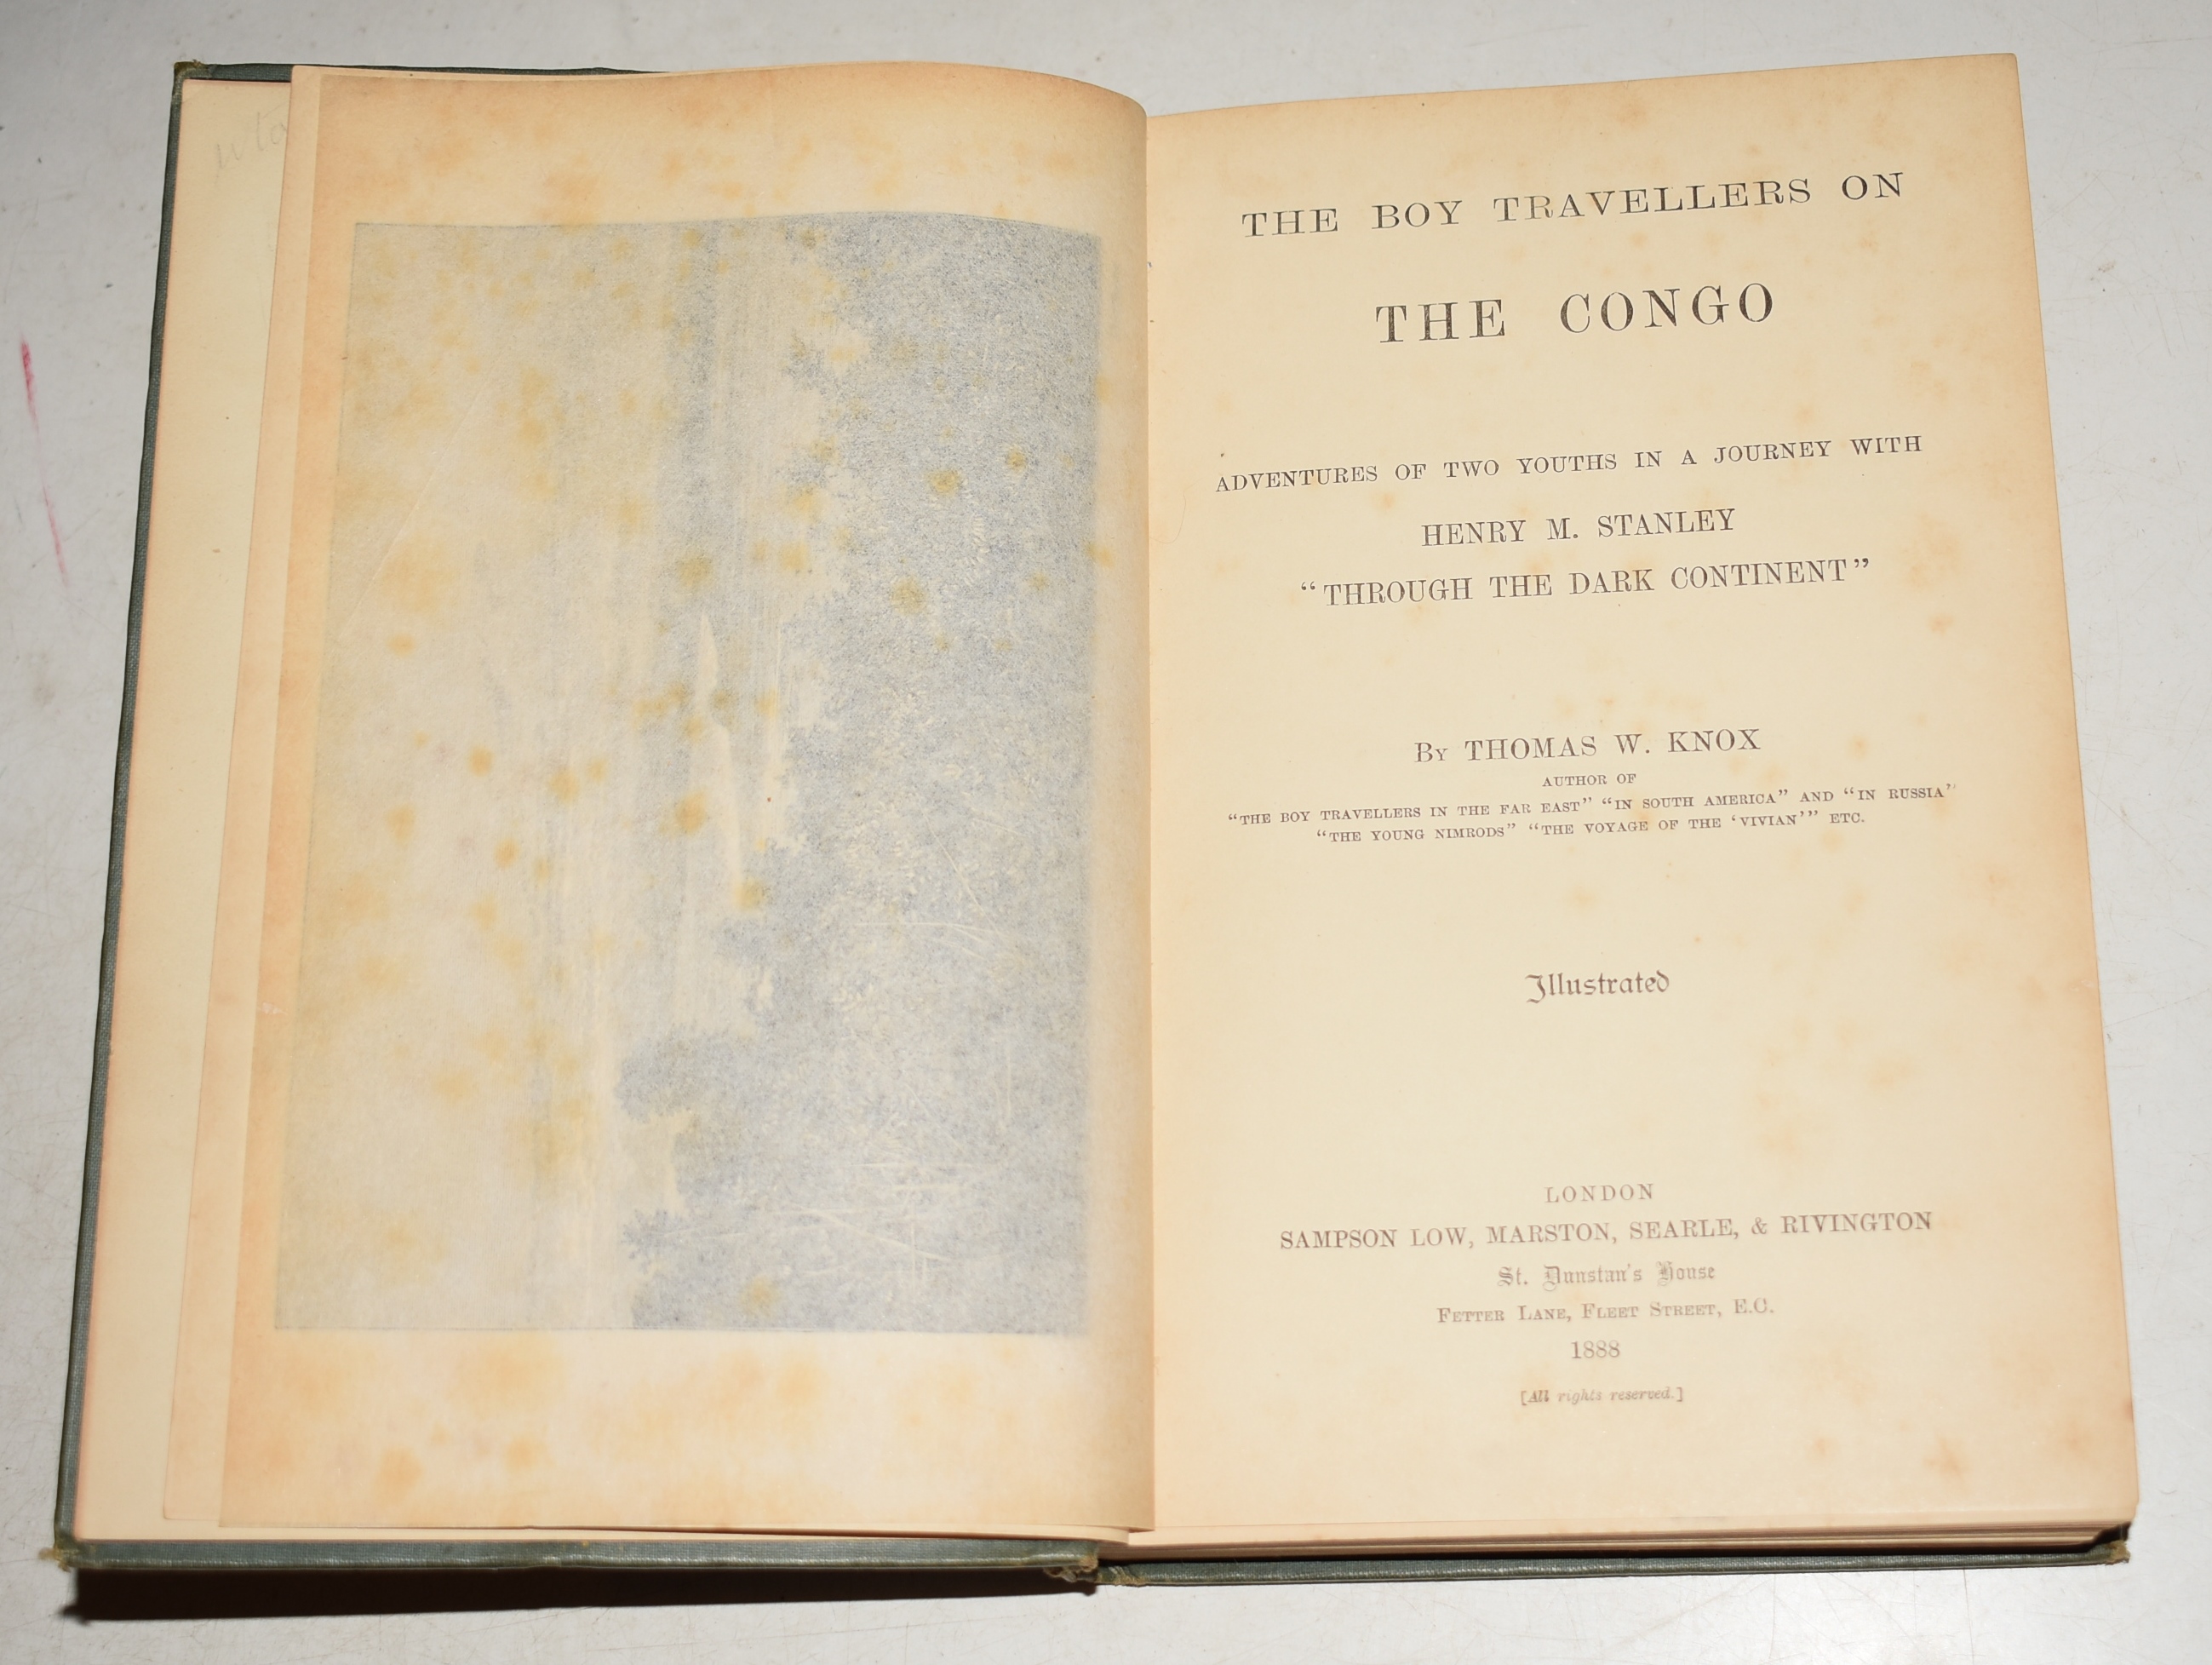 THE BOY TRAVELLERS ON
THE CONGO
ADVENTURES OF TWO YOUTHS IN A JOURNEY WITH
HENRY M. STANLEY
“THROUGH THE DARK CONTINENT”
By THOMAS W. KNOX
AUTHOR OF
“THE BOY TRAVELLERS IN THE FAR EAST” “IN SOUTH AMERICA” AND “IN RUSSIA”
“THE YOUNG NIMRODS” “THE VOYAGE OF THE ‘VIVIAN’” ETC.
Illustrated
LONDON
SAMPSON LOW, MARSTON, SEARLE, & RIVINGTON
St. Dunstan's House
Fetter Lane, Fleet Street, E.C.
1888
[All rights reserved.]